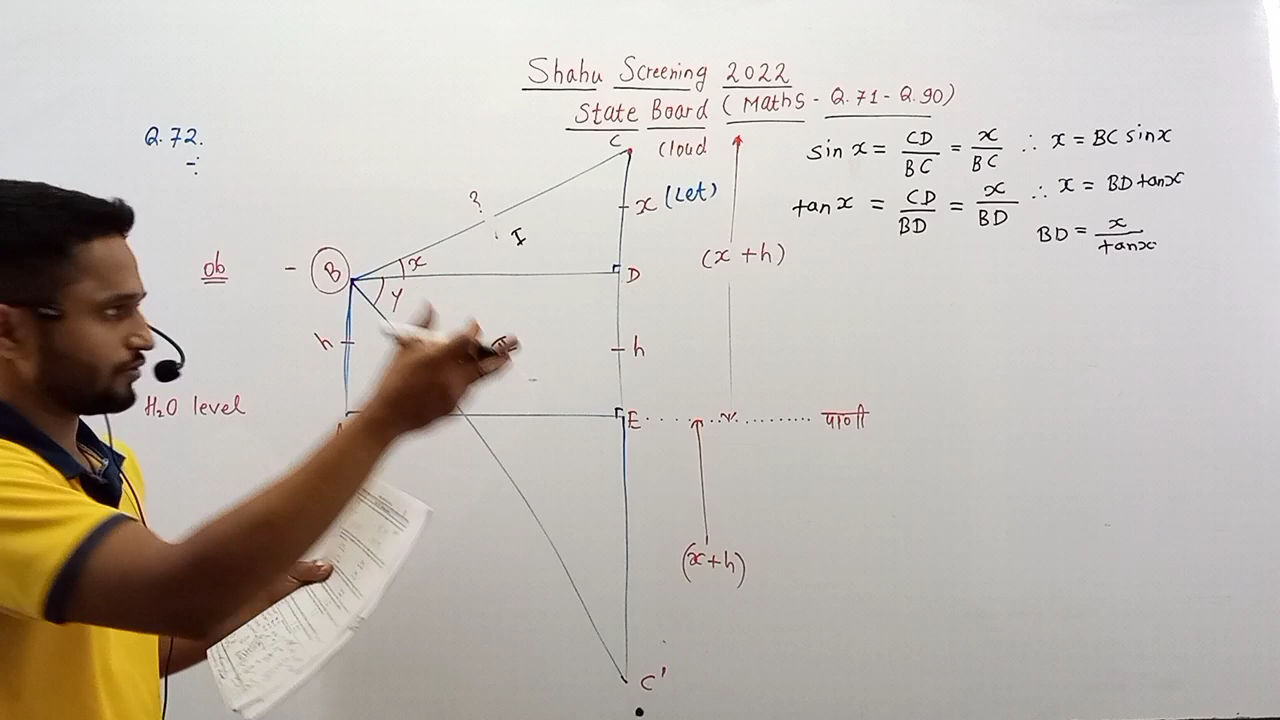 Shahu Screening 2022
State Board (Maths - Q.71 - Q.90)
Q.72.
C cloud
sin x = CD/BC = x/BC ∴ x = BC sin x
? x (Let)
tan x = CD/BD = x/BD ∴ x = BD tan x
I
BD = x/tan x
(x+h)
ob - B x D
y
h h
H₂O level E पाणी
(x+h)
C'